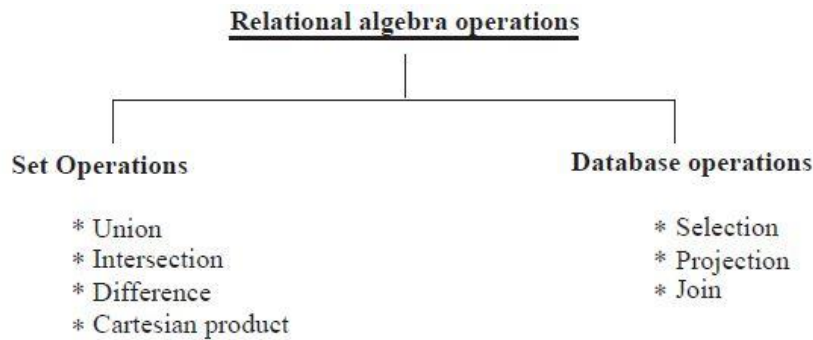 Relational algebra operations
Set Operations
* Union
* Intersection
* Difference
* Cartesian product
Database operations
* Selection
* Projection
* Join